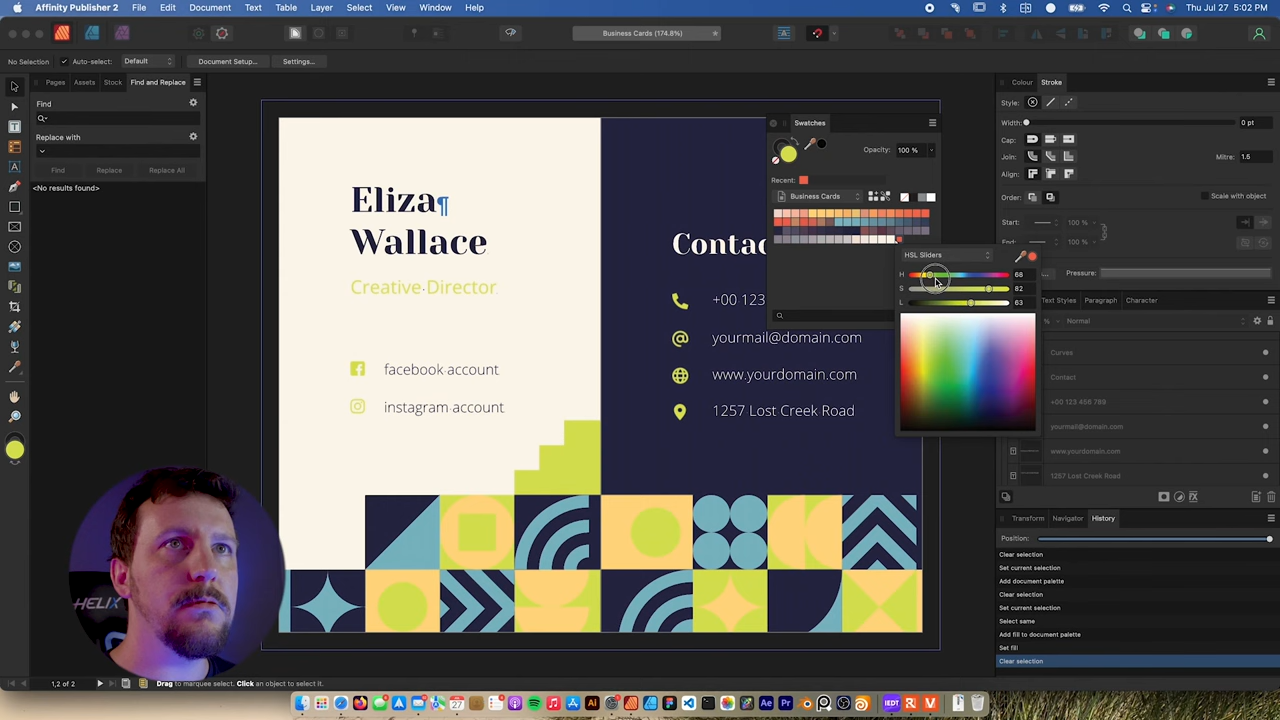 Affinity Publisher 2 File Edit Text Table Layer Select View Window Help Thu Jul 27 5:02 PM
Business Cards (174.8%)
No Selection Auto-select: Default Document Setup... Settings...
Pages Assets Stock Find and Replace
Find
Replace with
Find Replace Replace All
<No results found>
Eliza¶
Wallace
Creative·Director
facebook·account
instagram·account
Contac
+00 123
yourmail@domain.com
www.yourdomain.com
1257 Lost Creek Road
Swatches
Opacity: 100 %
Recent:
Business Cards
HSL Sliders
H 68
S 82
L 63
Colour Stroke
Style:
Width: 0 pt
Cap:
Join: Mitre: 1.5
Align:
Order: Scale with object
Start: 100 %
End: 100 %
Pressure:
Text Styles Paragraph Character
% Normal
Curves
Contact
+00 123 456 789
yourmail@domain.com
www.yourdomain.com
1257 Lost Creek Road
Transform Navigator History
Position:
Clear selection
Set current selection
Add document palette
Clear selection
Set current selection
Select same
Add fill to document palette
Set fill
Clear selection
HELIX
1,2 of 2 Drag to marquee select. Click an object to select it.